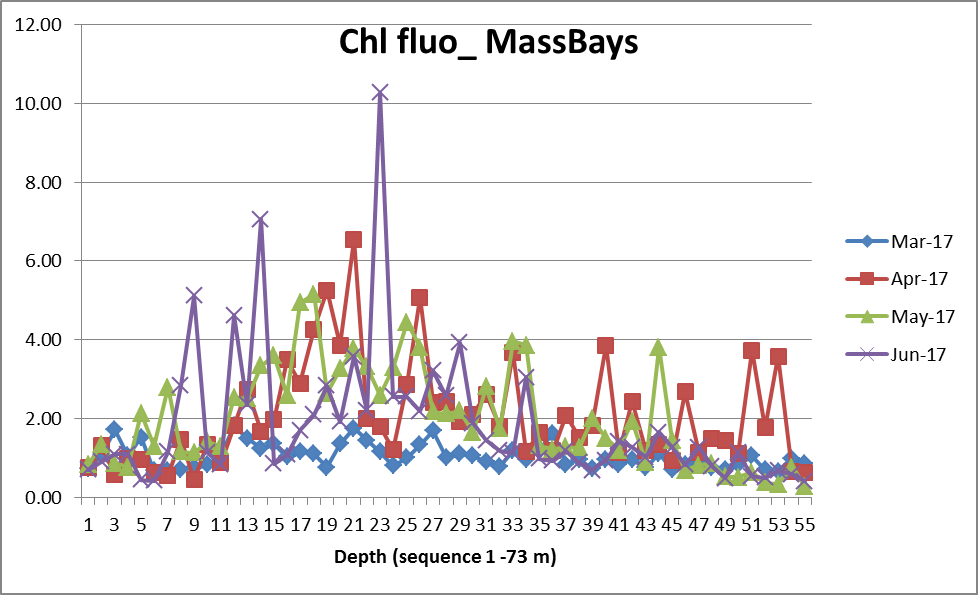 Chl fluo_ MassBays
12.00
10.00
8.00
6.00
4.00
2.00
0.00
1 3 5 7 9 11 13 15 17 19 21 23 25 27 29 31 33 35 37 39 41 43 45 47 49 51 53 55
Depth (sequence 1 -73 m)
Mar-17
Apr-17
May-17
Jun-17